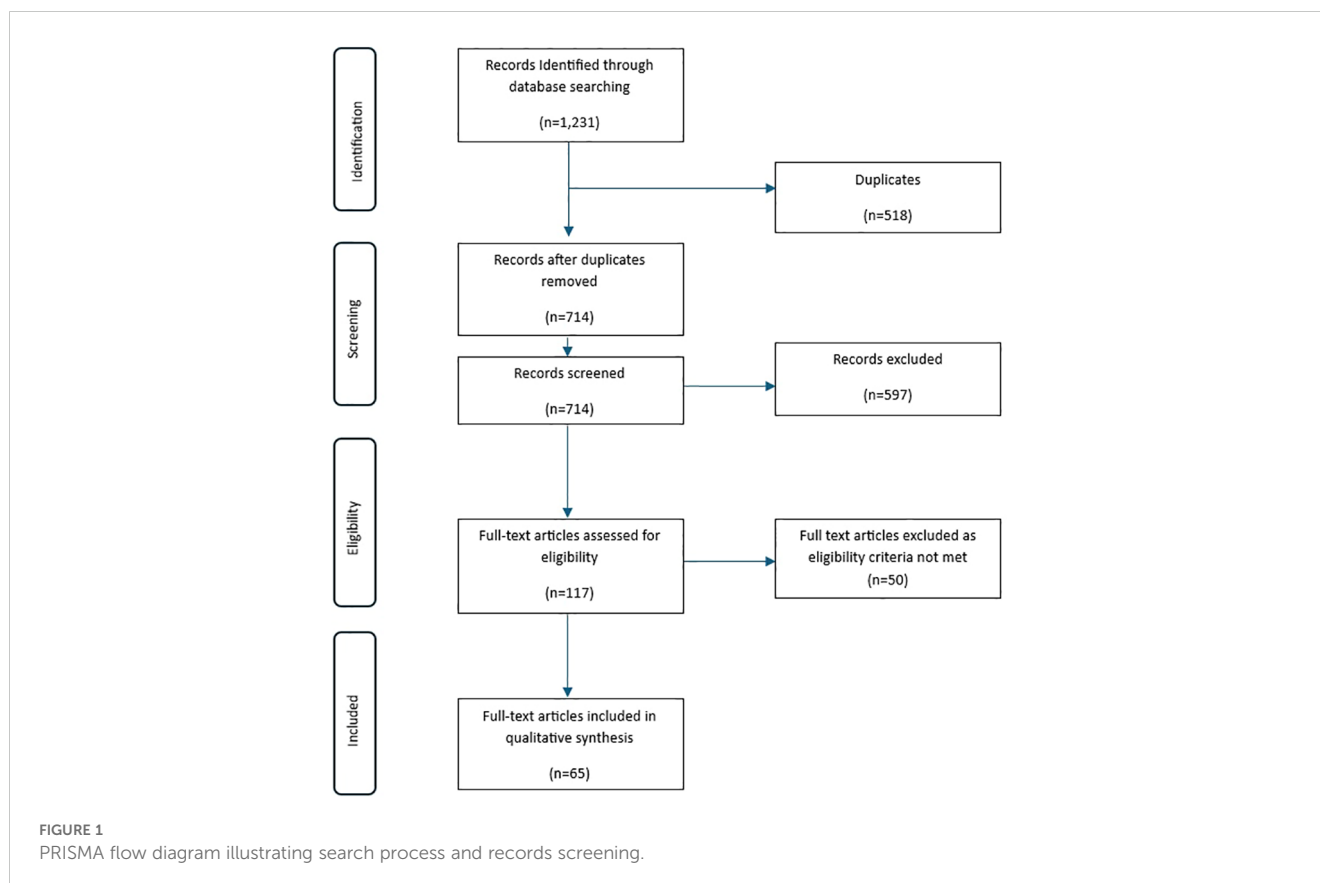 Identification
Records Identified through
database searching
(n=1,231)
Duplicates
(n=518)
Screening
Records after duplicates
removed
(n=714)
Records screened
(n=714)
Records excluded
(n=597)
Eligibility
Full-text articles assessed for
eligibility
(n=117)
Full text articles excluded as
eligibility criteria not met
(n=50)
Included
Full-text articles included in
qualitative synthesis
(n=65)
FIGURE 1
PRISMA flow diagram illustrating search process and records screening.